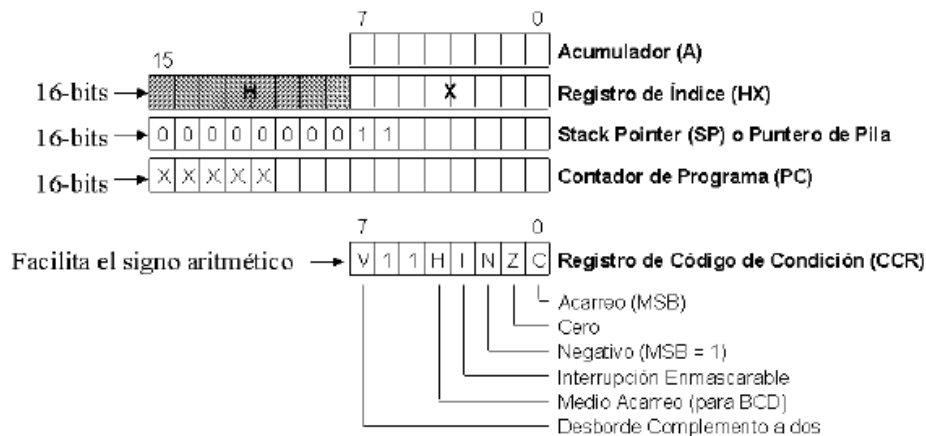 7 0
Acumulador (A)
15
16-bits H X Registro de Índice (HX)
16-bits 0 0 0 0 0 0 0 0 1 1 Stack Pointer (SP) o Puntero de Pila
16-bits X X X X X Contador de Programa (PC)
7 0
Facilita el signo aritmético V 1 1 H I N Z C Registro de Código de Condición (CCR)
Acarreo (MSB)
Cero
Negativo (MSB = 1)
Interrupción Enmascarable
Medio Acarreo (para BCD)
Desborde Complemento a dos